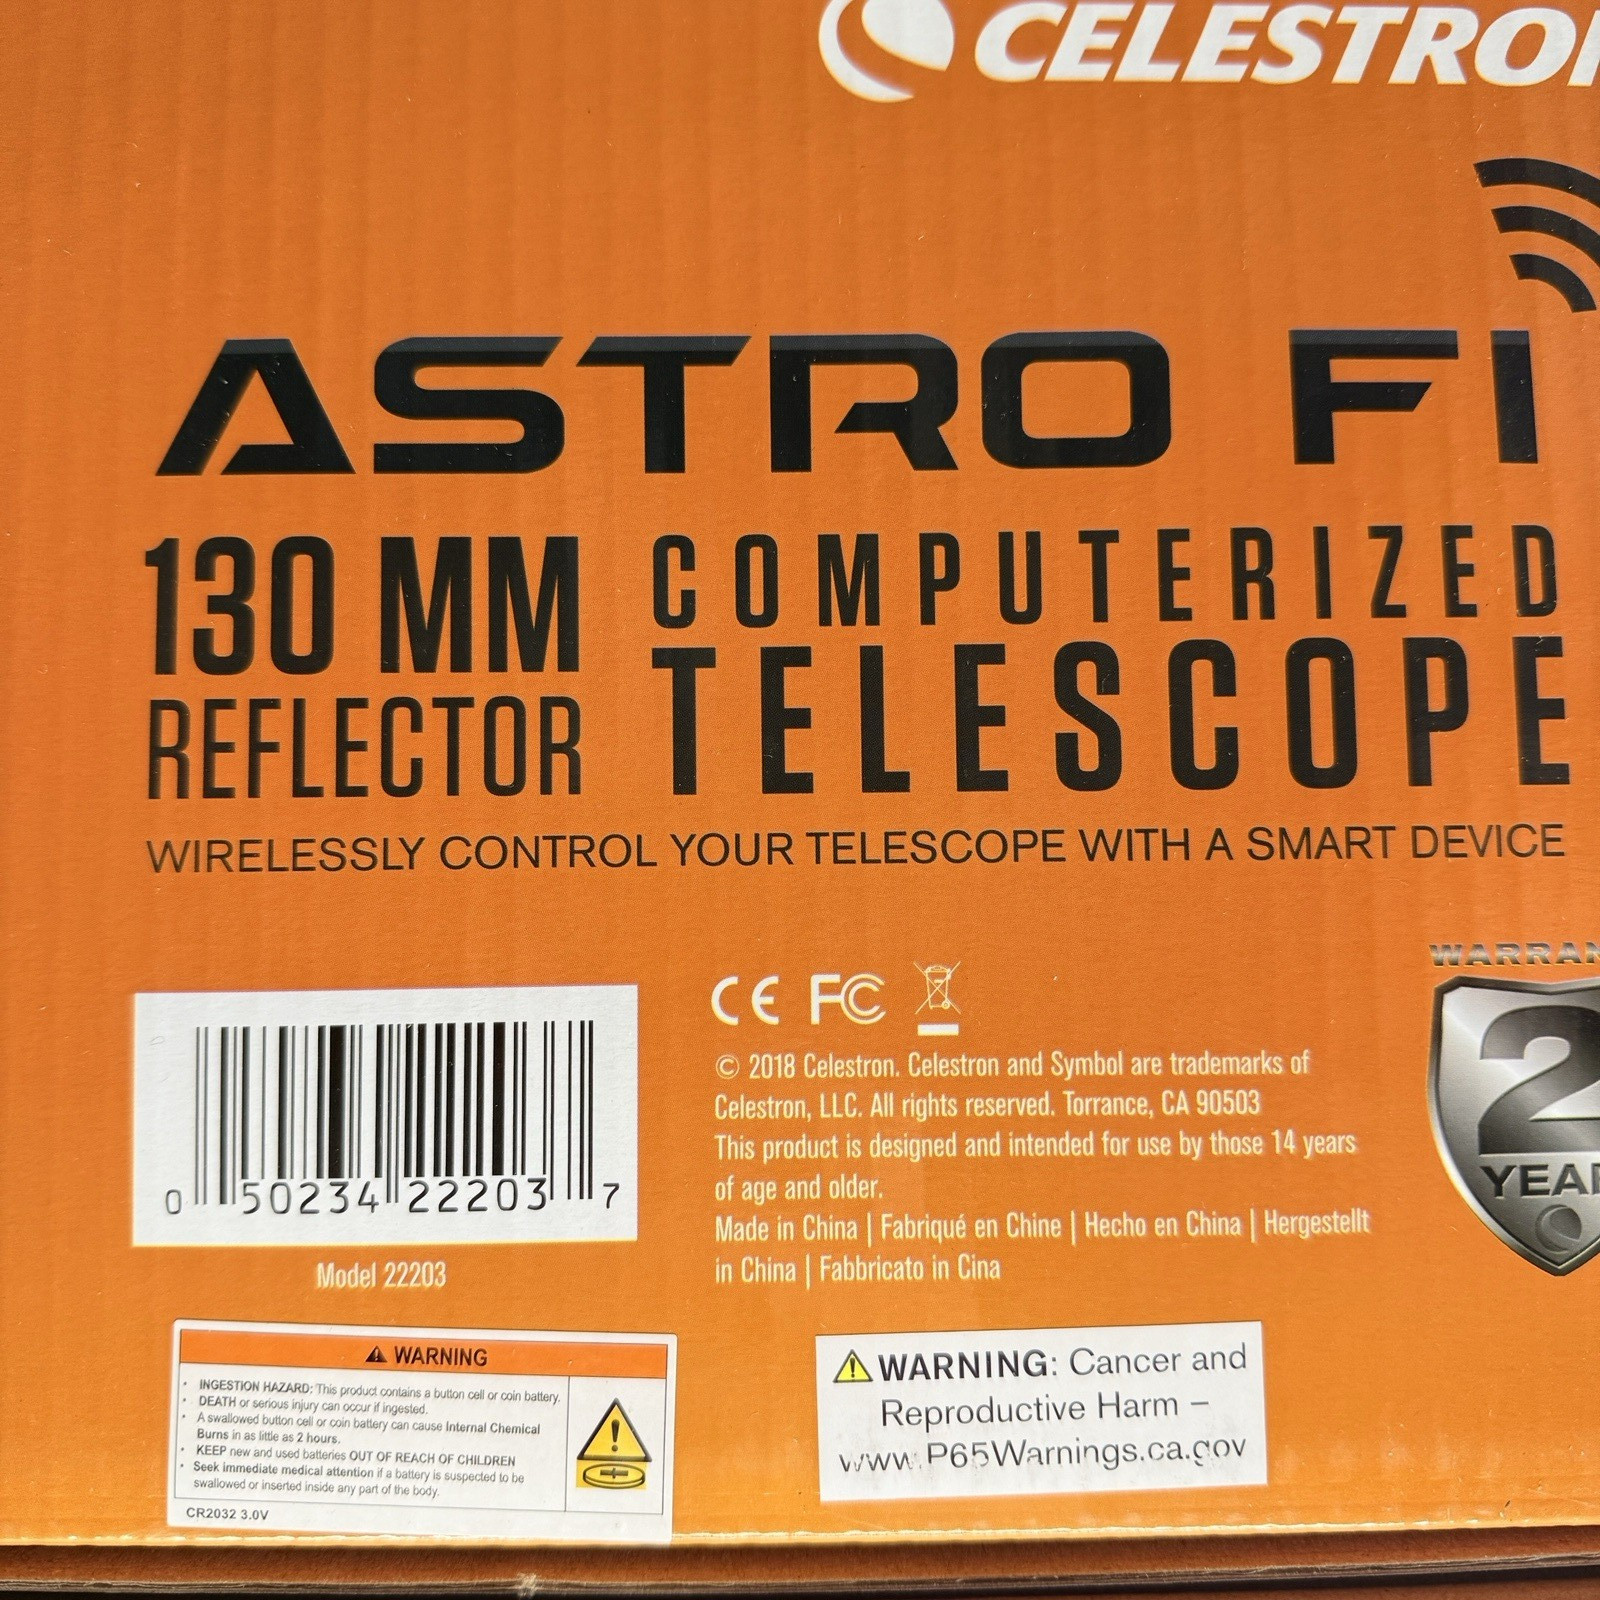 CELESTRON
ASTRO FI
130 MM
REFLECTOR
COMPUTERIZED
TELESCOPE
WIRELESSLY CONTROL YOUR TELESCOPE WITH A SMART DEVICE
CE FC
© 2018 Celestron. Celestron and Symbol are trademarks of
Celestron, LLC. All rights reserved. Torrance, CA 90503
This product is designed and intended for use by those 14 years
of age and older.
Made in China | Fabriqué en Chine | Hecho en China | Hergestellt
in China | Fabbricato in Cina
WARRAN
2
YEAR
0 50234 22203 7
Model 22203
WARNING
• INGESTION HAZARD: This product contains a button cell or coin battery.
• DEATH or serious injury can occur if ingested.
• A swallowed button cell or coin battery can cause Internal Chemical
Burns in as little as 2 hours.
• KEEP new and used batteries OUT OF REACH OF CHILDREN
• Seek immediate medical attention if a battery is suspected to be
swallowed or inserted inside any part of the body.
CR2032 3.0V
WARNING: Cancer and
Reproductive Harm –
www.P65Warnings.ca.gov